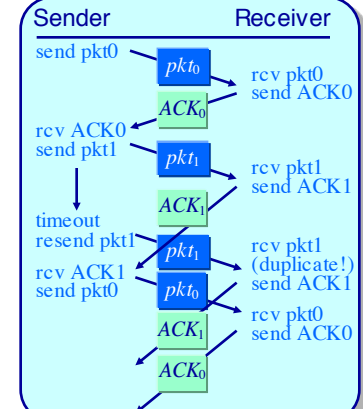 Sender Receiver
send pkt0
pkt0
rcv pkt0
send ACK0
ACK0
rcv ACK0
send pkt1
pkt1
rcv pkt1
send ACK1
ACK1
timeout
resend pkt1
pkt1
rcv pkt1
(duplicate!)
send ACK1
rcv ACK1
send pkt0
pkt0
rcv pkt0
send ACK0
ACK1
ACK0